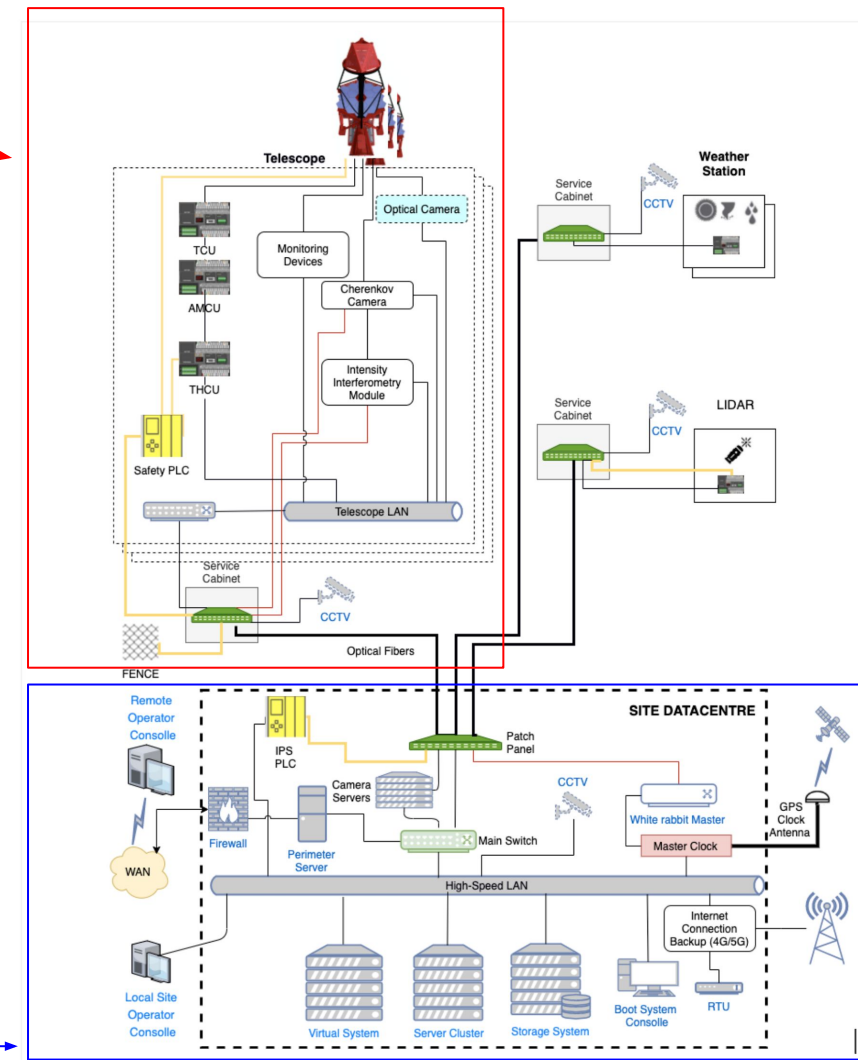 Telescope
Optical Camera
TCU
Monitoring
Devices
AMCU
Cherenkov
Camera
THCU
Intensity
Interferometry
Module
Safety PLC
Telescope LAN
Service
Cabinet
CCTV
Optical Fibers
FENCE
Service
Cabinet
CCTV
Weather
Station
Service
Cabinet
CCTV
LIDAR
Remote
Operator
Consolle
SITE DATACENTRE
IPS
PLC
Patch
Panel
Camera
Servers
CCTV
White rabbit Master
GPS
Clock
Antenna
Firewall
Perimeter
Server
Main Switch
Master Clock
WAN
High-Speed LAN
Internet
Connection
Backup (4G/5G)
Local Site
Operator
Consolle
Virtual System
Server Cluster
Storage System
Boot System
Consolle
RTU